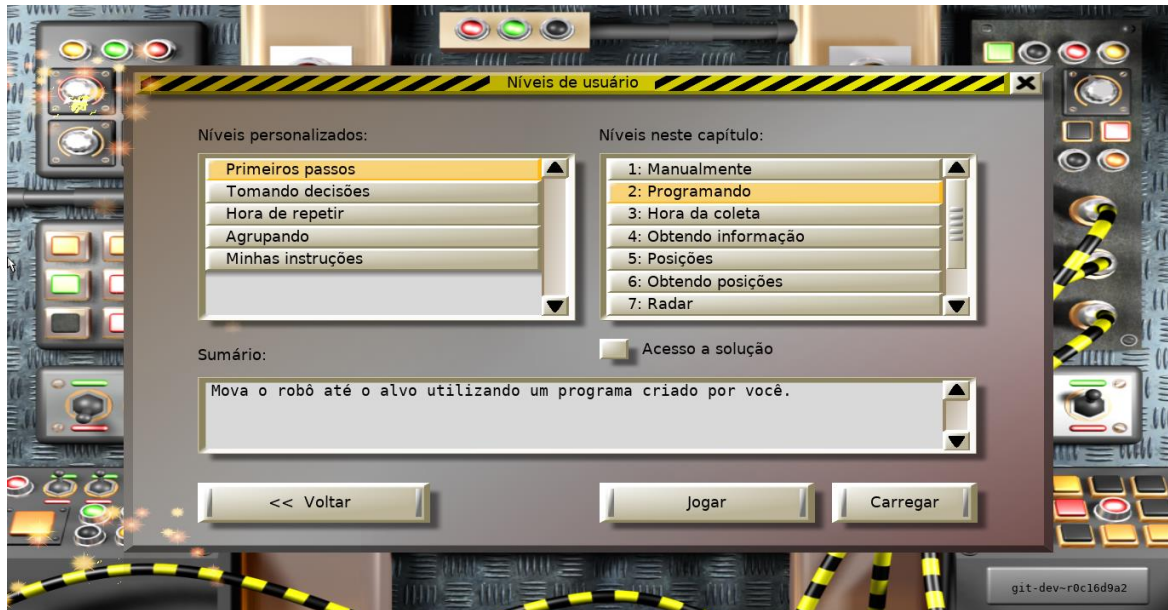 Níveis de usuário
Níveis personalizados:
Primeiros passos
Tomando decisões
Hora de repetir
Agrupando
Minhas instruções
Níveis neste capítulo:
1: Manualmente
2: Programando
3: Hora da coleta
4: Obtendo informação
5: Posições
6: Obtendo posições
7: Radar
Acesso a solução
Sumário:
Mova o robô até o alvo utilizando um programa criado por você.
<< Voltar
Jogar
Carregar
git-dev~r0c16d9a2